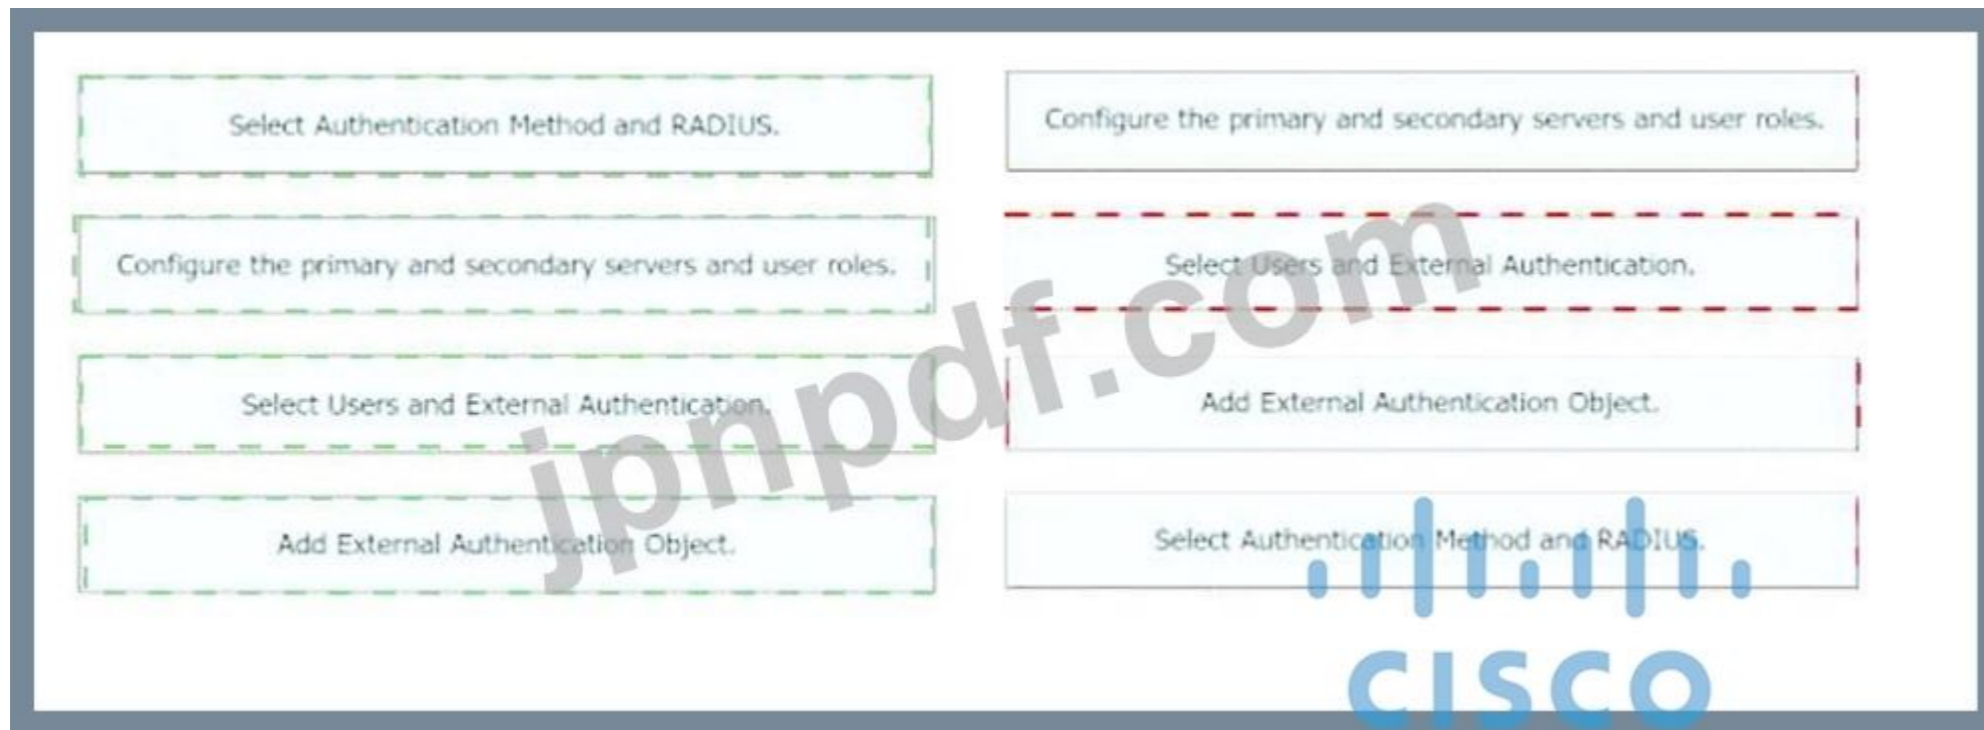 Select Authentication Method and RADIUS.
Configure the primary and secondary servers and user roles.
Select Users and External Authentication.
Add External Authentication Object.
Configure the primary and secondary servers and user roles.
Select Users and External Authentication.
Add External Authentication Object.
Select Authentication Method and RADIUS.
jpnpdf.com
CISCO